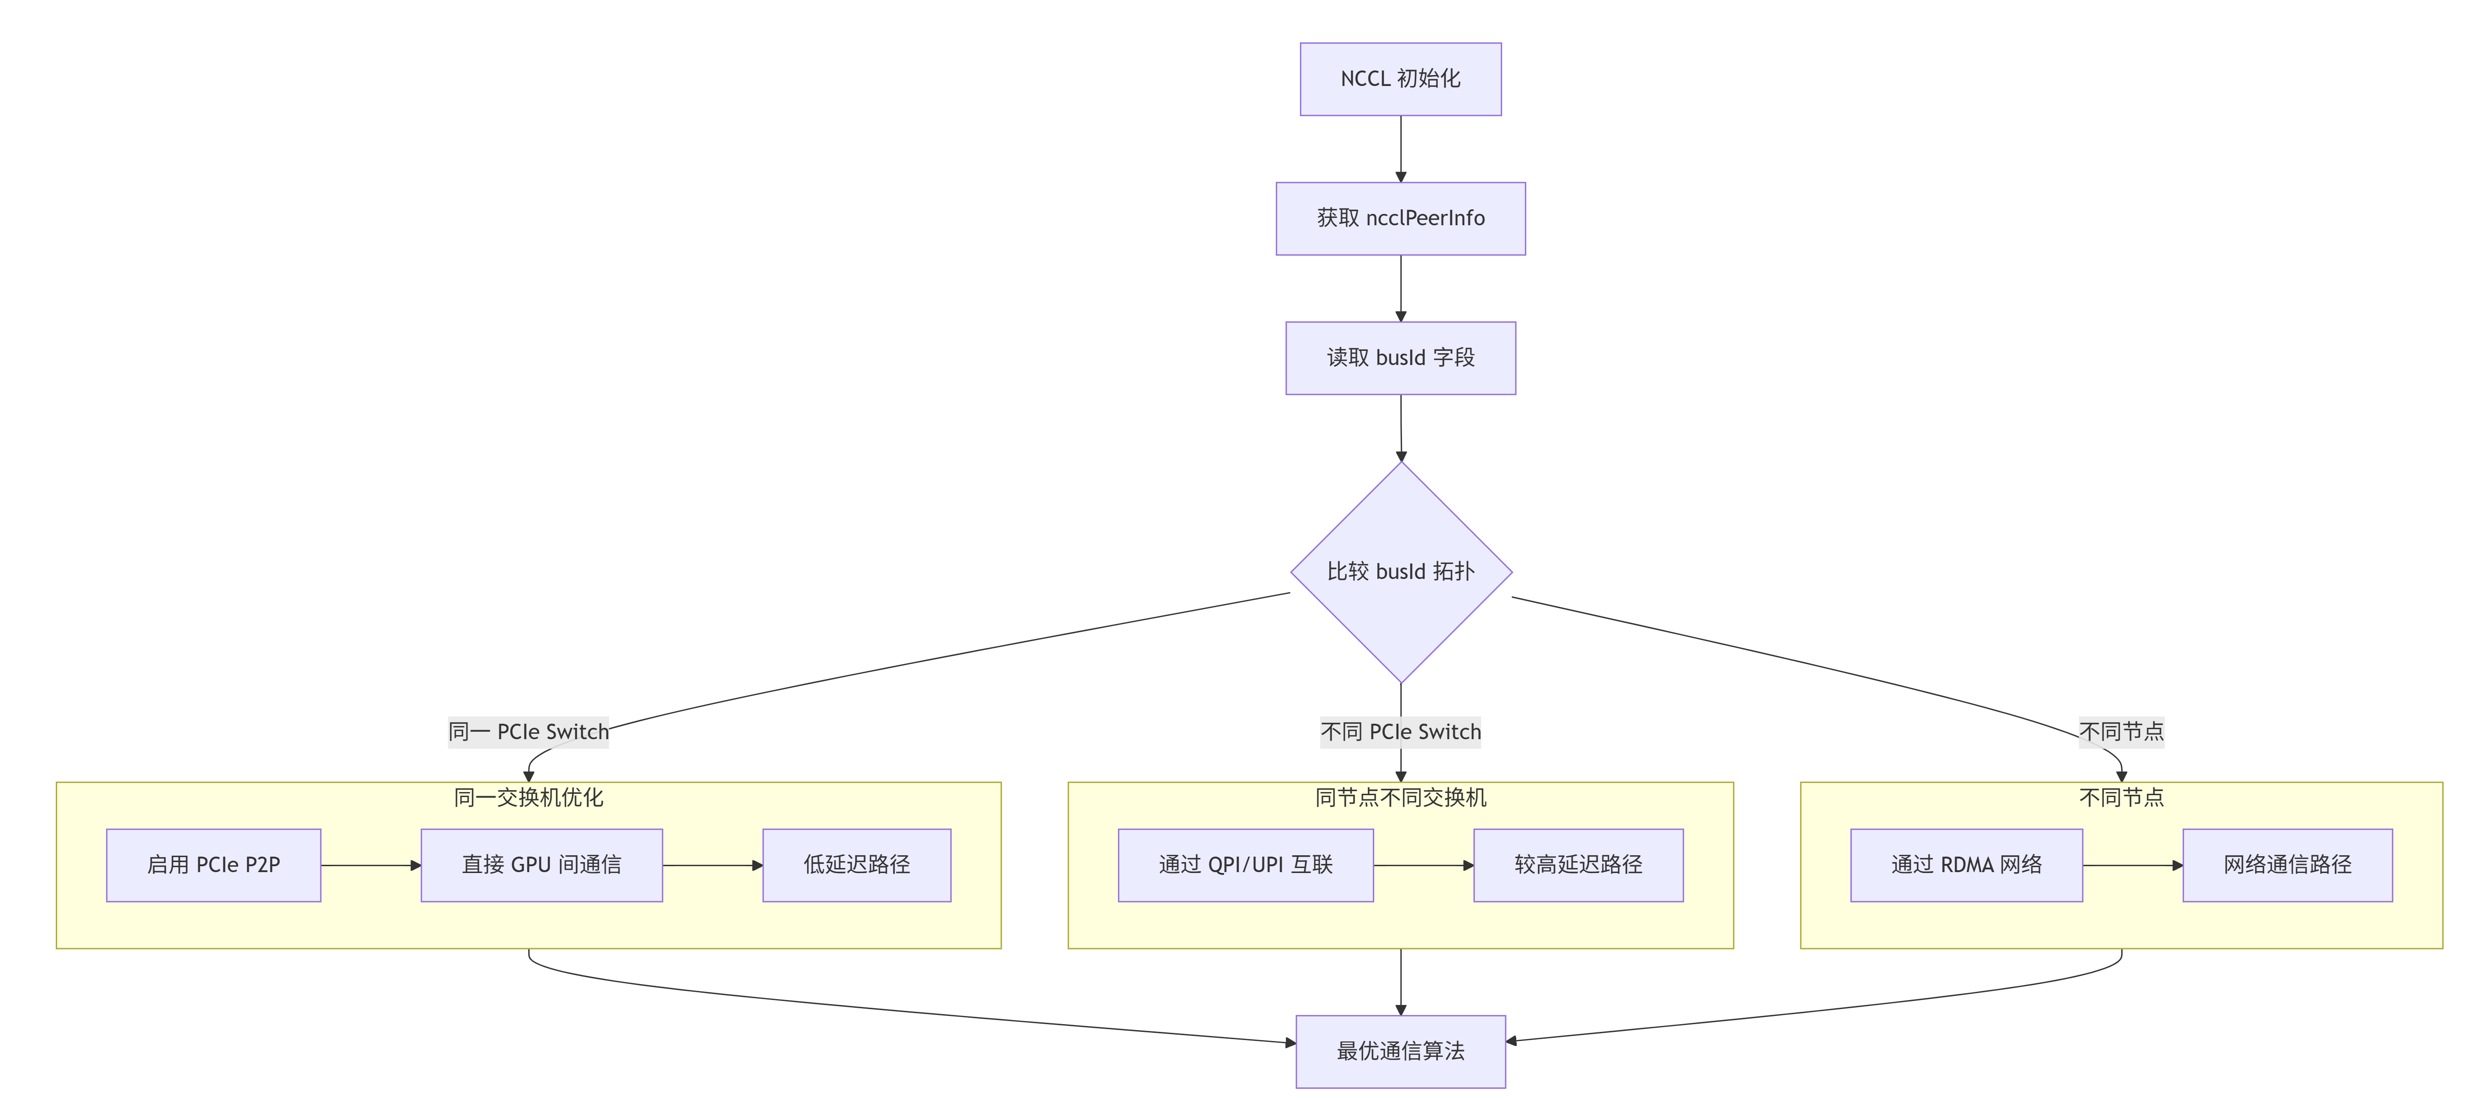 NCCL 初始化
获取 ncclPeerInfo
读取 busId 字段
比较 busId 拓扑
同一 PCIe Switch
不同 PCIe Switch
不同节点
同一交换机优化
启用 PCIe P2P
直接 GPU 间通信
低延迟路径
同节点不同交换机
通过 QPI/UPI 互联
较高延迟路径
不同节点
通过 RDMA 网络
网络通信路径
最优通信算法